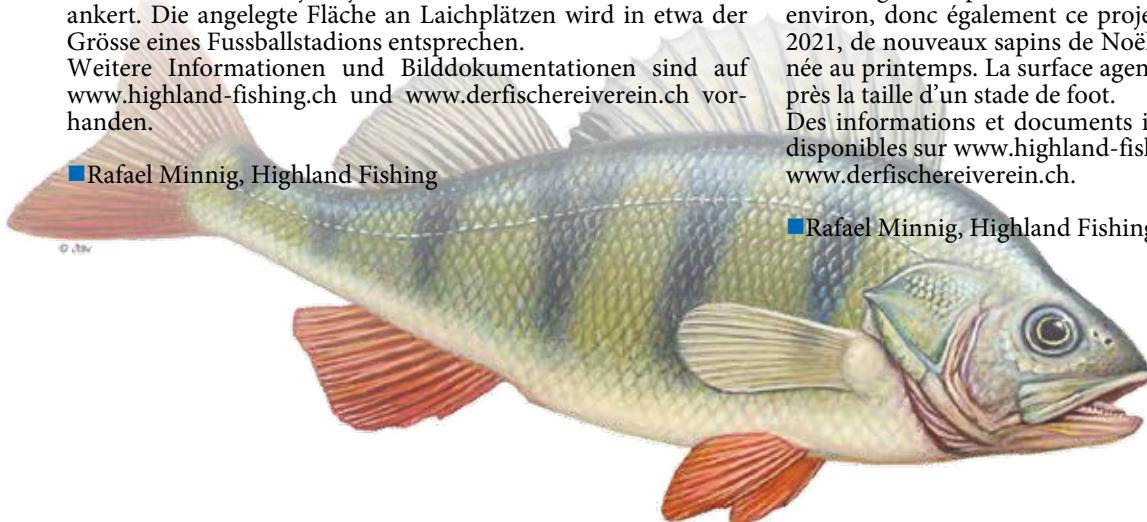 ankert. Die angelegte Fläche an Laichplätzen wird in etwa der
Grösse eines Fussballstadions entsprechen.
Weitere Informationen und Bilddokumentationen sind auf
www.highland-fishing.ch und www.derfischereiverein.ch vor-
handen.
■Rafael Minnig, Highland Fishing
environ, donc également ce proje
2021, de nouveaux sapins de Noël
née au printemps. La surface agen
près la taille d'un stade de foot.
Des informations et documents i
disponibles sur www.highland-fish
www.derfischereiverein.ch.
■Rafael Minnig, Highland Fishing